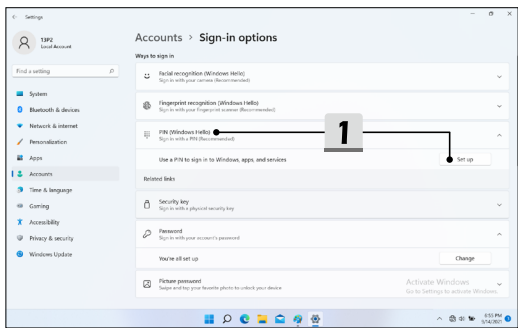 Settings
13P2
Local Account
Find a setting
System
Bluetooth & devices
Network & internet
Personalization
Apps
Accounts
Time & language
Gaming
Accessibility
Privacy & security
Windows Update
Accounts > Sign-in options
Ways to sign in
Facial recognition (Windows Hello)
Sign in with your camera (Recommended)
Fingerprint recognition (Windows Hello)
Sign in with your fingerprint scanner (Recommended)
PIN (Windows Hello)
Sign in with a PIN (Recommended)
1
Use a PIN to sign in to Windows, apps, and services
Set up
Related links
Security key
Sign in with a physical security key
Password
Sign in with your account's password
You're all set up
Change
Picture password
Swipe and tap your favorite photo to unlock your device
Activate Windows
Go to Settings to activate Windows.
6:55 PM
9/14/2021